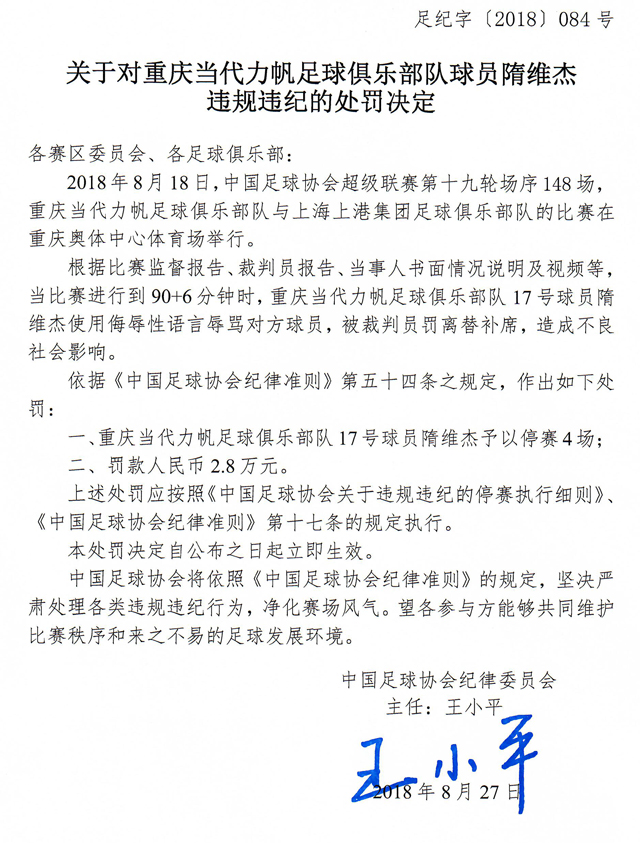 足纪字〔2018〕084 号
关于对重庆当代力帆足球俱乐部队球员隋维杰
违规违纪的处罚决定
各赛区委员会、各足球俱乐部：
2018 年 8 月 18 日，中国足球协会超级联赛第十九轮场序 148 场，
重庆当代力帆足球俱乐部队与上海上港集团足球俱乐部队的比赛在
重庆奥体中心体育场举行。
根据比赛监督报告、裁判员报告、当事人书面情况说明及视频等，
当比赛进行到 90+6 分钟时，重庆当代力帆足球俱乐部队 17 号球员隋
维杰使用侮辱性语言辱骂对方球员，被裁判员罚离替补席，造成不良
社会影响。
依据《中国足球协会纪律准则》第五十四条之规定，作出如下处
罚：
一、重庆当代力帆足球俱乐部队 17 号球员隋维杰予以停赛 4 场；
二、罚款人民币 2.8 万元。
上述处罚应按照《中国足球协会关于违规违纪的停赛执行细则》、
《中国足球协会纪律准则》第十七条的规定执行。
本处罚决定自公布之日起立即生效。
中国足球协会将依照《中国足球协会纪律准则》的规定，坚决严
肃处理各类违规违纪行为，净化赛场风气。望各参与方能够共同维护
比赛秩序和来之不易的足球发展环境。
中国足球协会纪律委员会
主任：王小平
王小平
2018 年 8 月 27 日